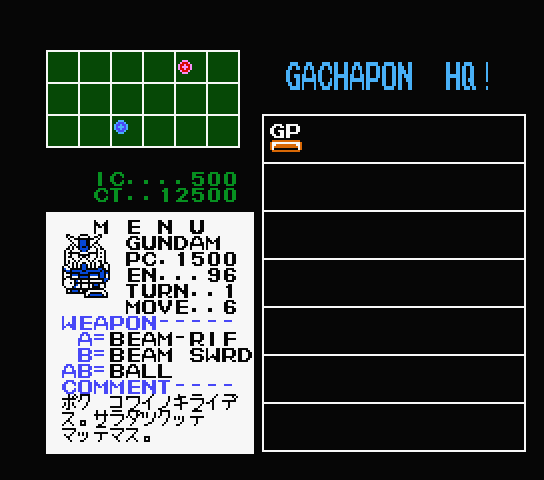 GACHAPON HQ!
GP
IC....500
CT..12500
MENU
GUNDAM
PC.1500
EN...96
TURN..1
MOVE..6
WEAPON-----
A=BEAM-RIF
B=BEAM SWRD
AB=BALL
COMMENT----
ボク コワイノキライデ
ス。サラダツクッテ
マッテマス。